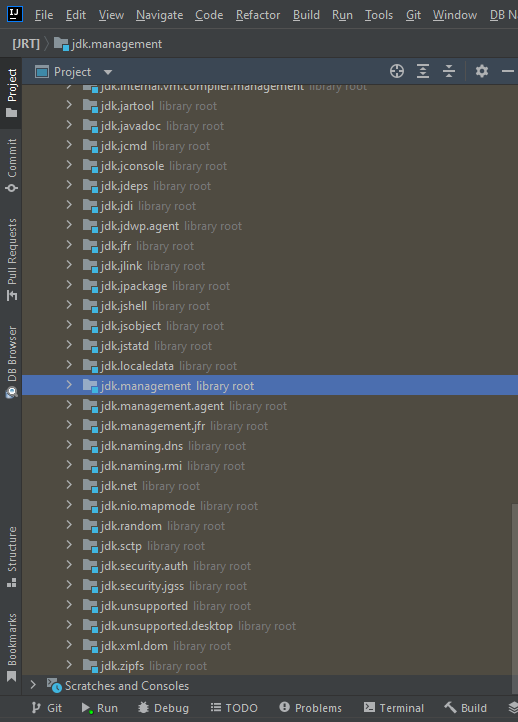 IJ File Edit View Navigate Code Refactor Build Run Tools Git Window DB N
[JRT] jdk.management
Project
Project
Commit
Pull Requests
DB Browser
Structure
Bookmarks
jdk.internal.vm.compiler.management library root
jdk.jartool library root
jdk.javadoc library root
jdk.jcmd library root
jdk.jconsole library root
jdk.jdeps library root
jdk.jdi library root
jdk.jdwp.agent library root
jdk.jfr library root
jdk.jlink library root
jdk.jpackage library root
jdk.jshell library root
jdk.jsobject library root
jdk.jstatd library root
jdk.localedata library root
jdk.management library root
jdk.management.agent library root
jdk.management.jfr library root
jdk.naming.dns library root
jdk.naming.rmi library root
jdk.net library root
jdk.nio.mapmode library root
jdk.random library root
jdk.sctp library root
jdk.security.auth library root
jdk.security.jgss library root
jdk.unsupported library root
jdk.unsupported.desktop library root
jdk.xml.dom library root
jdk.zipfs library root
Scratches and Consoles
Git Run Debug TODO Problems Terminal Build